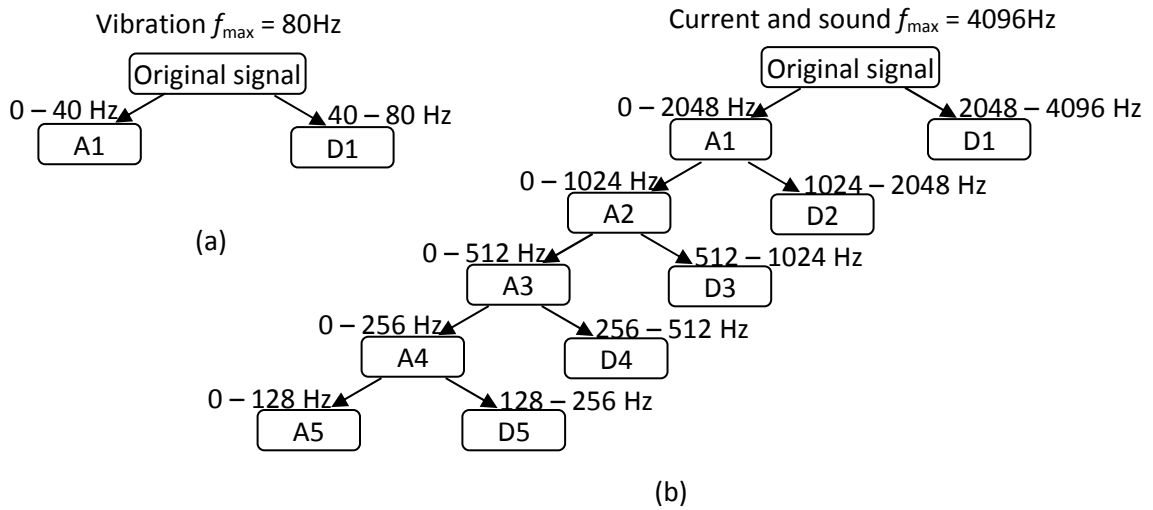 Vibration fmax = 80Hz
Original signal
0 – 40 Hz
40 – 80 Hz
A1
D1
(a)
Current and sound fmax = 4096Hz
Original signal
0 – 2048 Hz
2048 – 4096 Hz
A1
D1
0 – 1024 Hz
1024 – 2048 Hz
A2
D2
0 – 512 Hz
512 – 1024 Hz
A3
D3
0 – 256 Hz
256 – 512 Hz
A4
D4
0 – 128 Hz
128 – 256 Hz
A5
D5
(b)